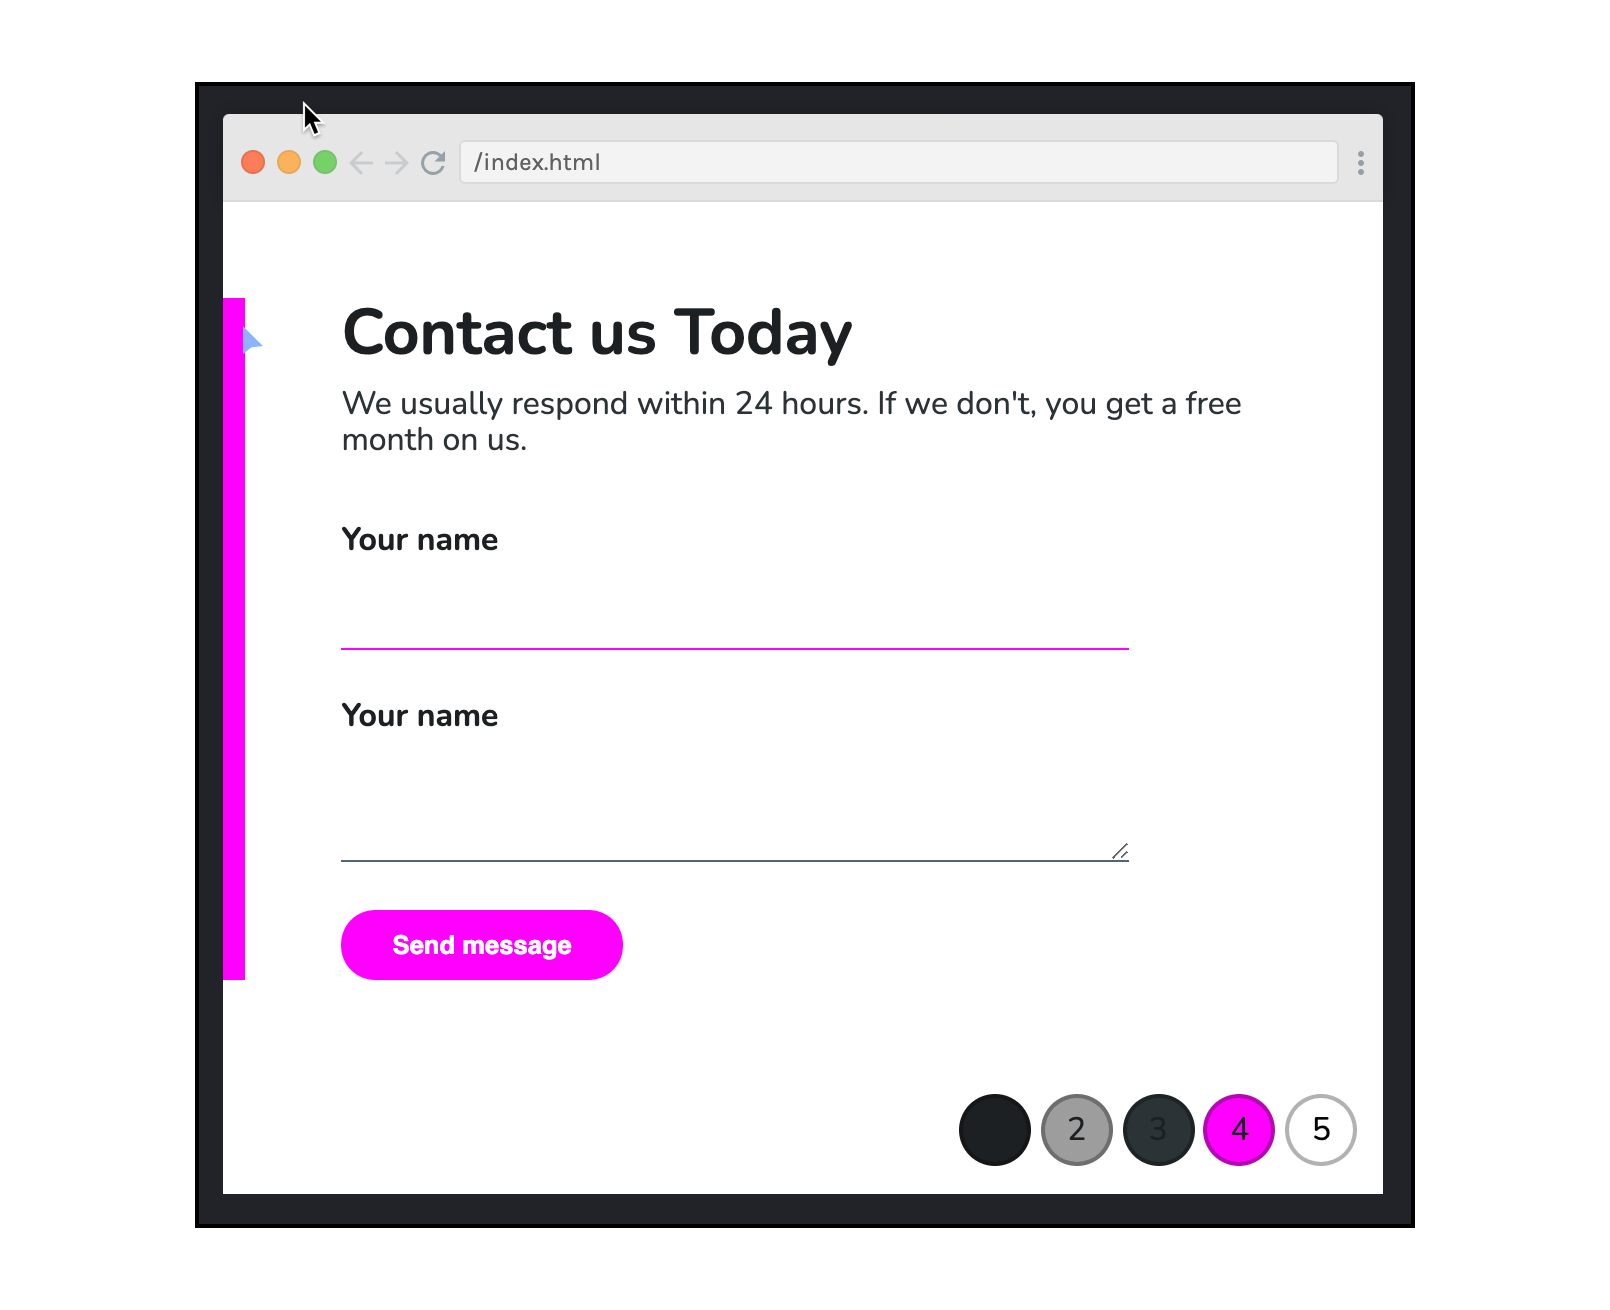 /index.html
Contact us Today
We usually respond within 24 hours. If we don't, you get a free
month on us.
Your name
Your name
Send message
2 3 4 5